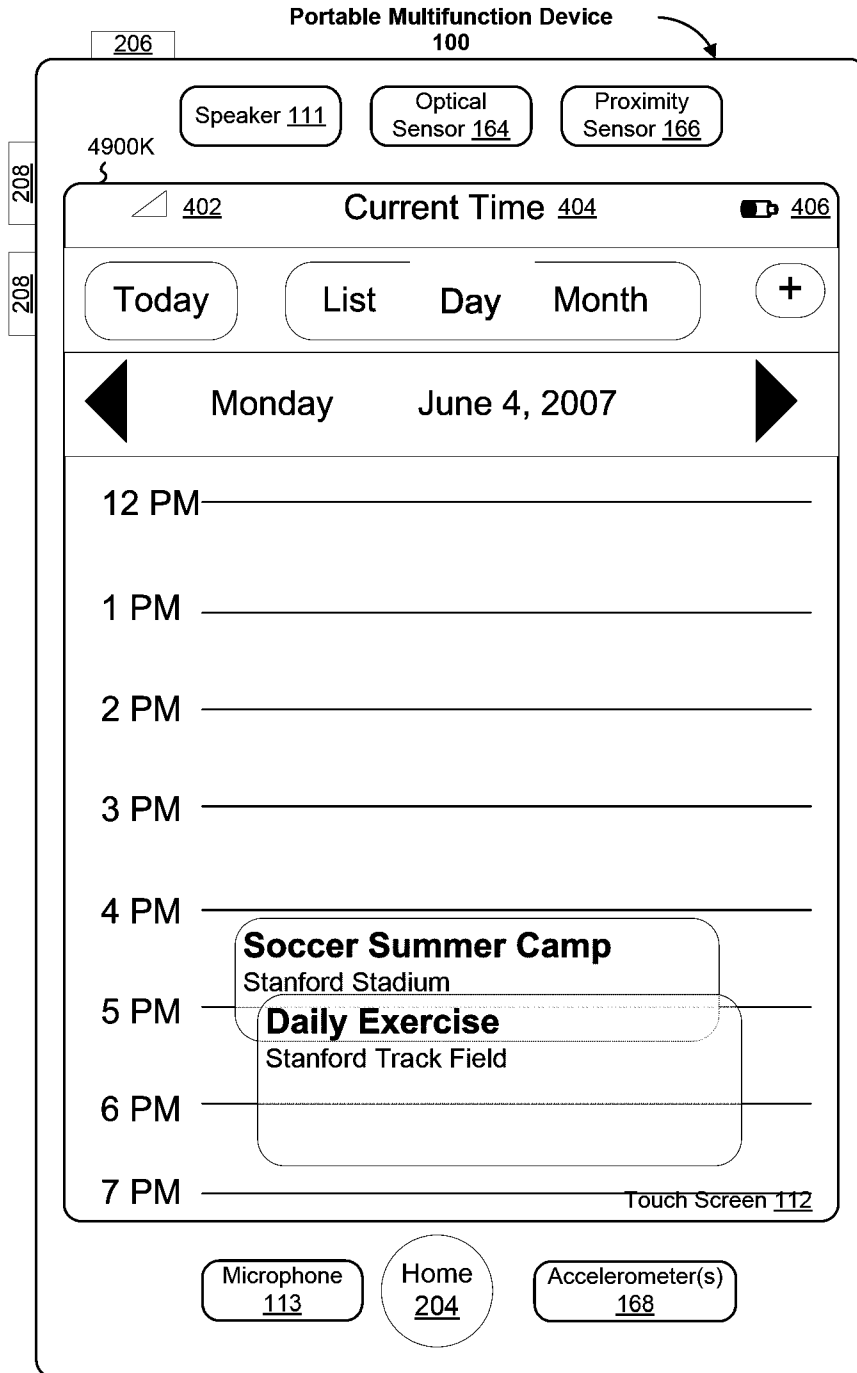 Portable Multifunction Device
100
206
Speaker 111
Optical
Sensor 164
Proximity
Sensor 166
4900K
208
208
402
Current Time 404
406
Today
List
Day
Month
+
Monday
June 4, 2007
12 PM
1 PM
2 PM
3 PM
4 PM
Soccer Summer Camp
Stanford Stadium
5 PM
Daily Exercise
Stanford Track Field
6 PM
7 PM
Touch Screen 112
Microphone
113
Home
204
Accelerometer(s)
168